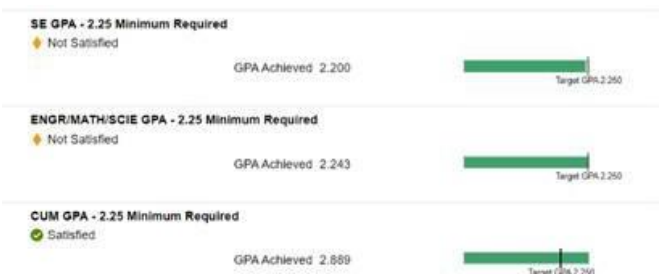 SE GPA - 2.25 Minimum Required
Not Satisfied
GPA Achieved 2.200
Target GPA 2.250
ENGR/MATH/SCIE GPA - 2.25 Minimum Required
Not Satisfied
GPA Achieved 2.243
Target GPA 2.250
CUM GPA - 2.25 Minimum Required
Satisfied
GPA Achieved 2.889
Target GPA 2.250